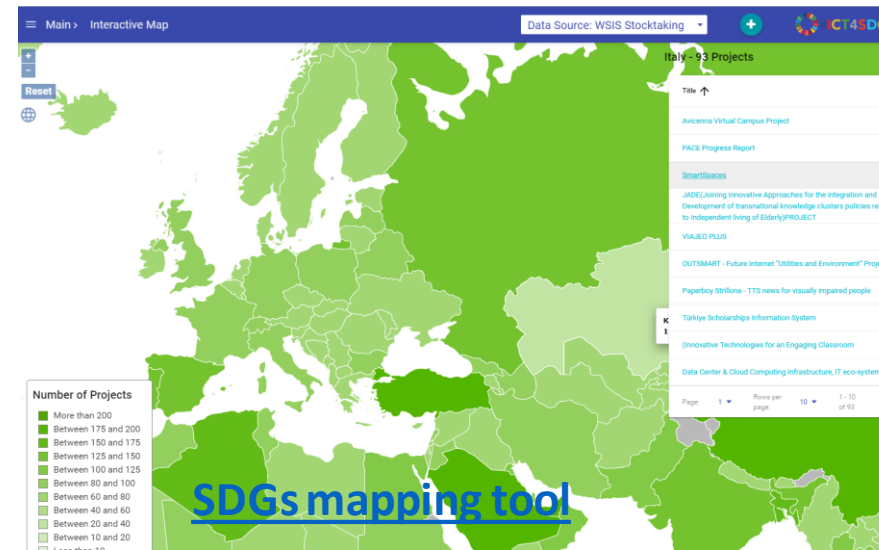 Main > Interactive Map
Data Source: WSIS Stocktaking
ICT4SD
+
−
Reset
Italy - 93 Projects
Title
Avicenna Virtual Campus Project
PACE Progress Report
SmartSpaces
JADE(Joining Innovative Approaches for the integration and
Development of transnational knowledge clusters policies
to Independent living of Elderly)PROJECT
VIAJEO PLUS
OUTSMART - Future Internet "Utilities and Environment"
Paperboy Strillone - TTS news for visually impaired people
Türkiye Scholarships Information System
(Innovative Technologies for an Engaging Classroom
Data Center & Cloud Computing Infrastructure, IT
Page: 1 Rows per page: 10 1 - 10 of 93
Number of Projects
More than 200
Between 175 and 200
Between 150 and 175
Between 125 and 150
Between 100 and 125
Between 80 and 100
Between 60 and 80
Between 40 and 60
Between 20 and 40
Between 10 and 20
Less than 10
SDGs mapping tool